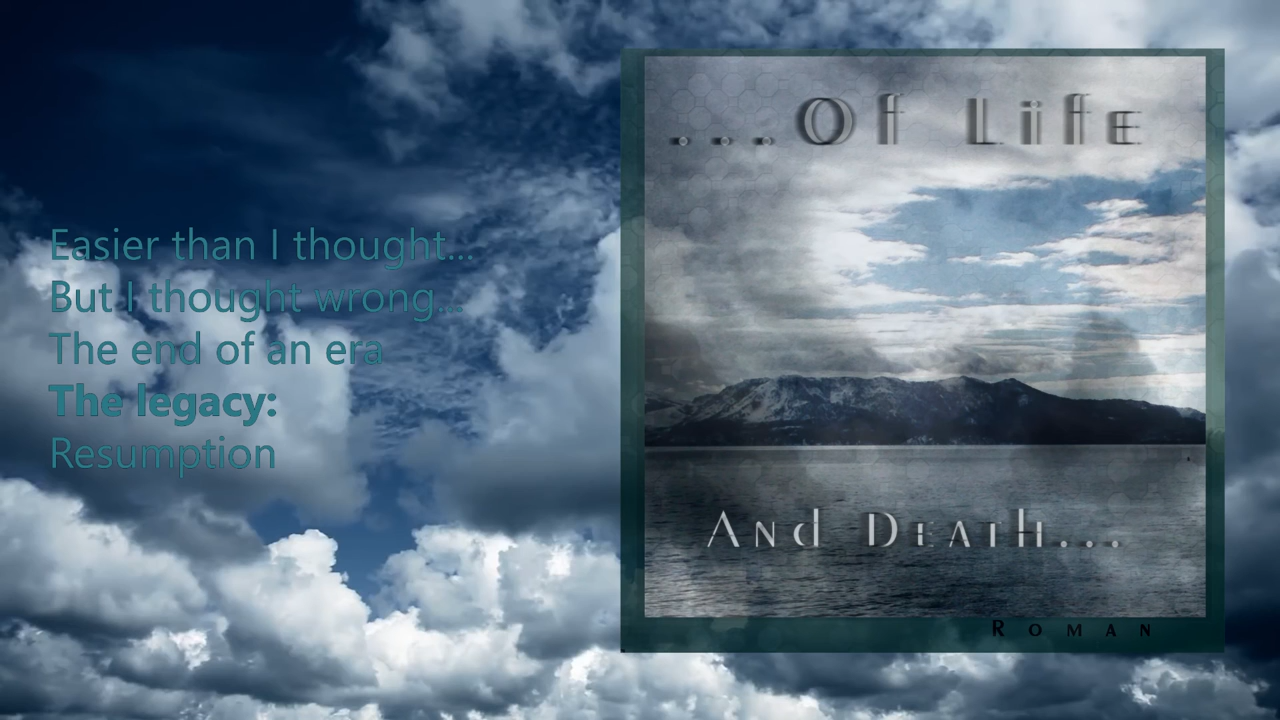 Easier than I thought...
But I thought wrong...
The end of an era
The legacy:
Resumption
...Of Life
And Death...
Roman